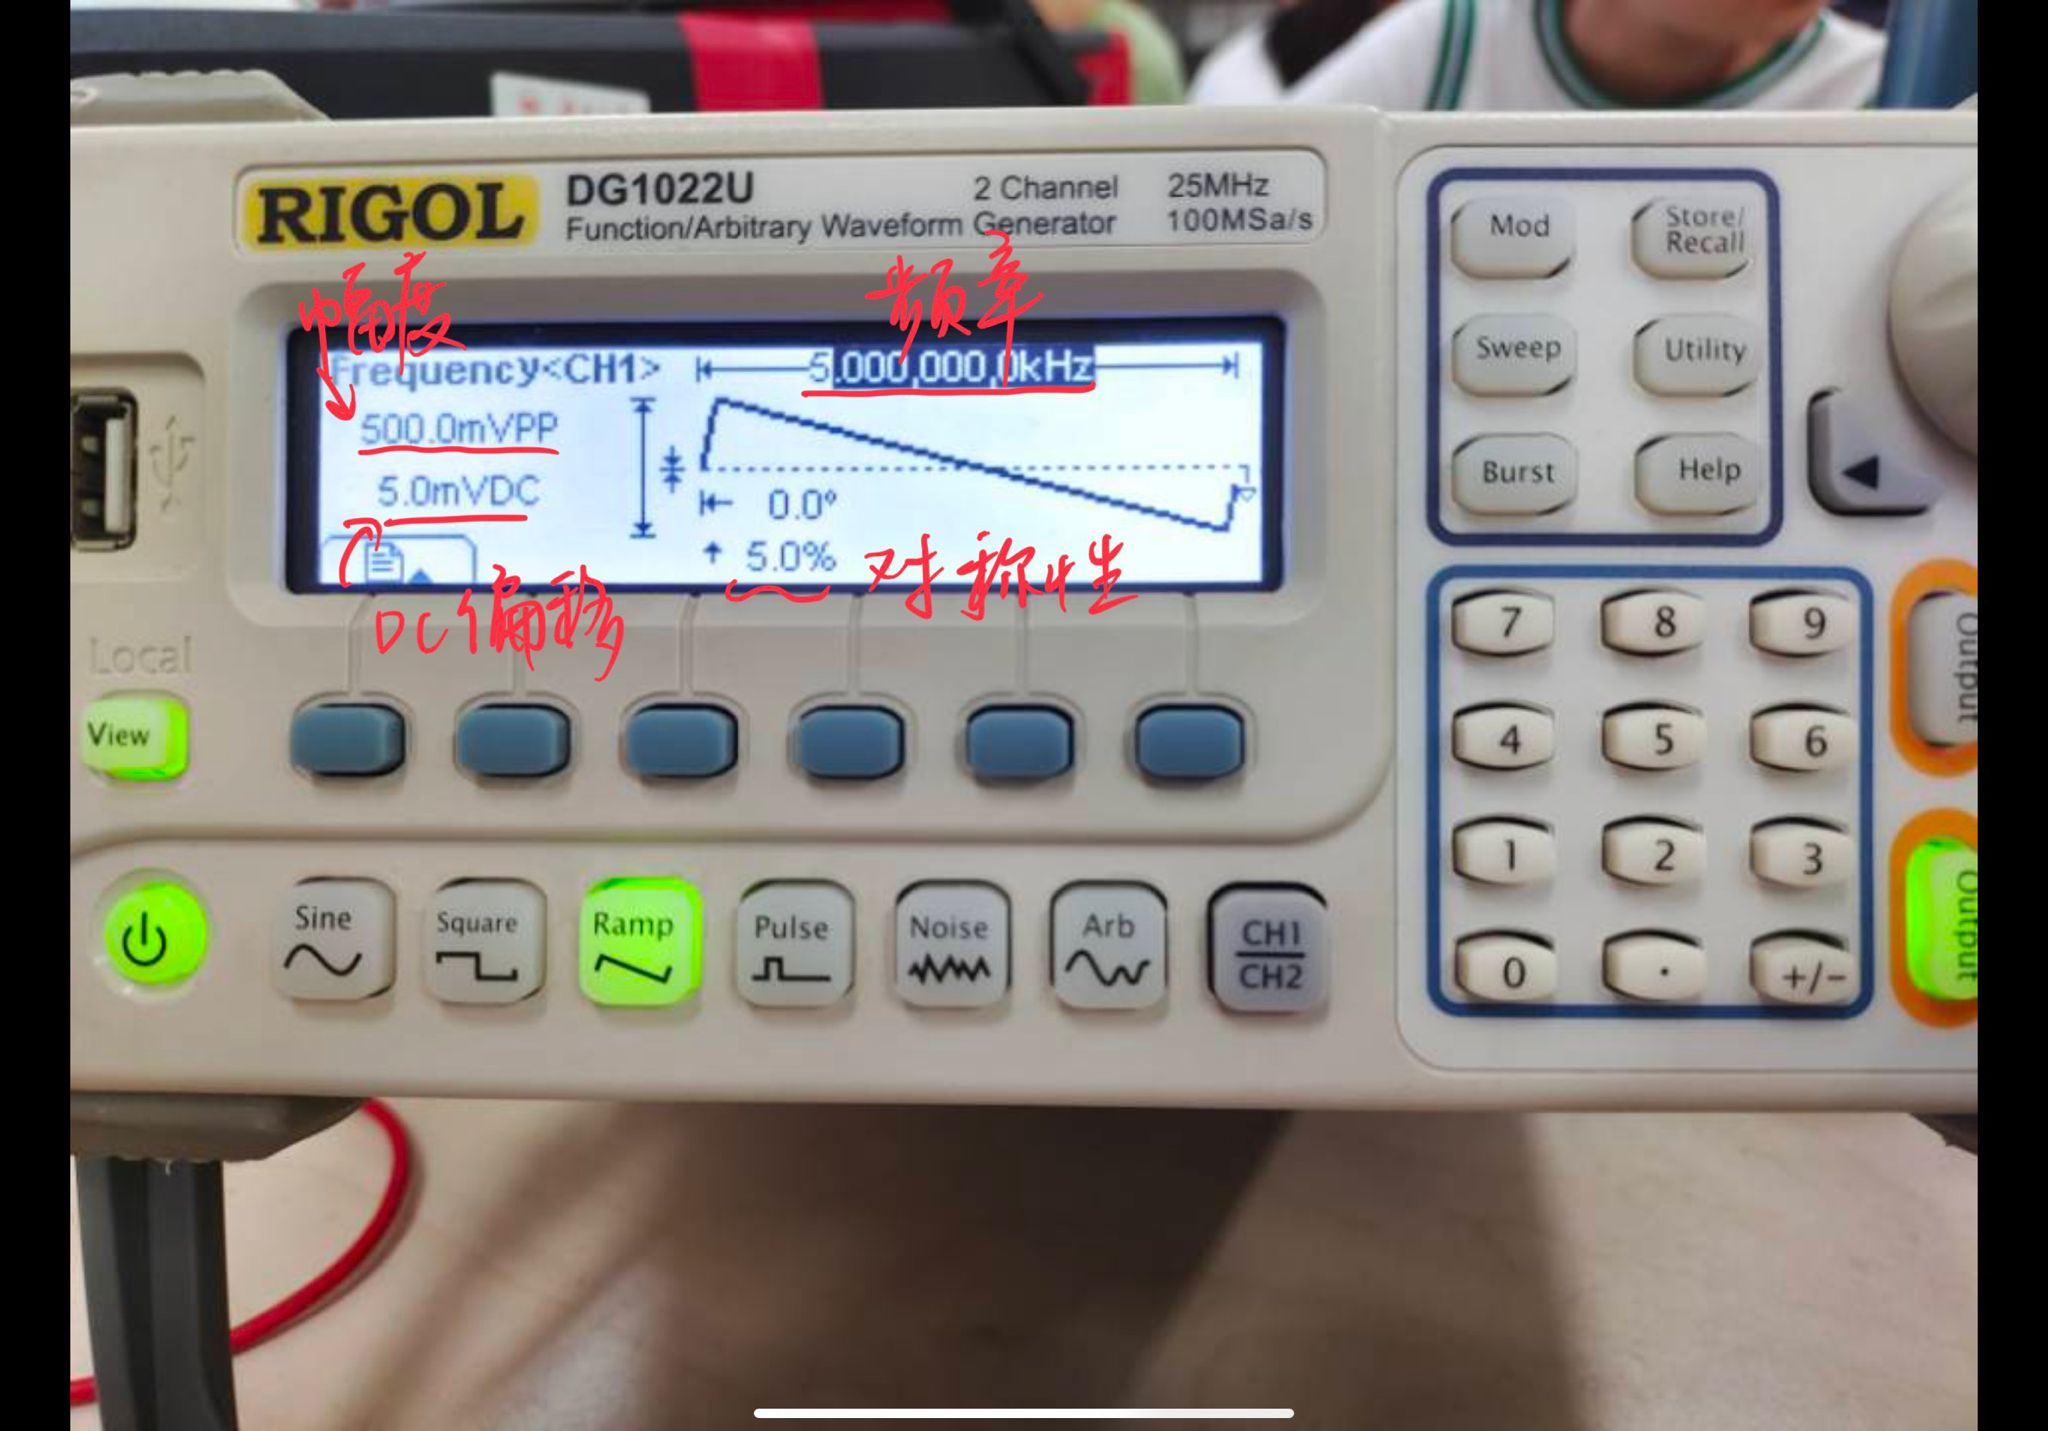 RIGOL
DG1022U 2 Channel 25MHz
Function/Arbitrary Waveform Generator 100MSa/s
幅度
频率
Frequency<CH1>
5.000,000,0kHz
500.0mVPP
5.0mVDC
0.0°
5.0%
对称性
DC偏移
Local
View
Sine
Square
Ramp
Pulse
Noise
Arb
CH1
CH2
Mod
Store/
Recall
Sweep
Utility
Burst
Help
7 8 9
4 5 6
1 2 3
0 . +/−
Output
Output